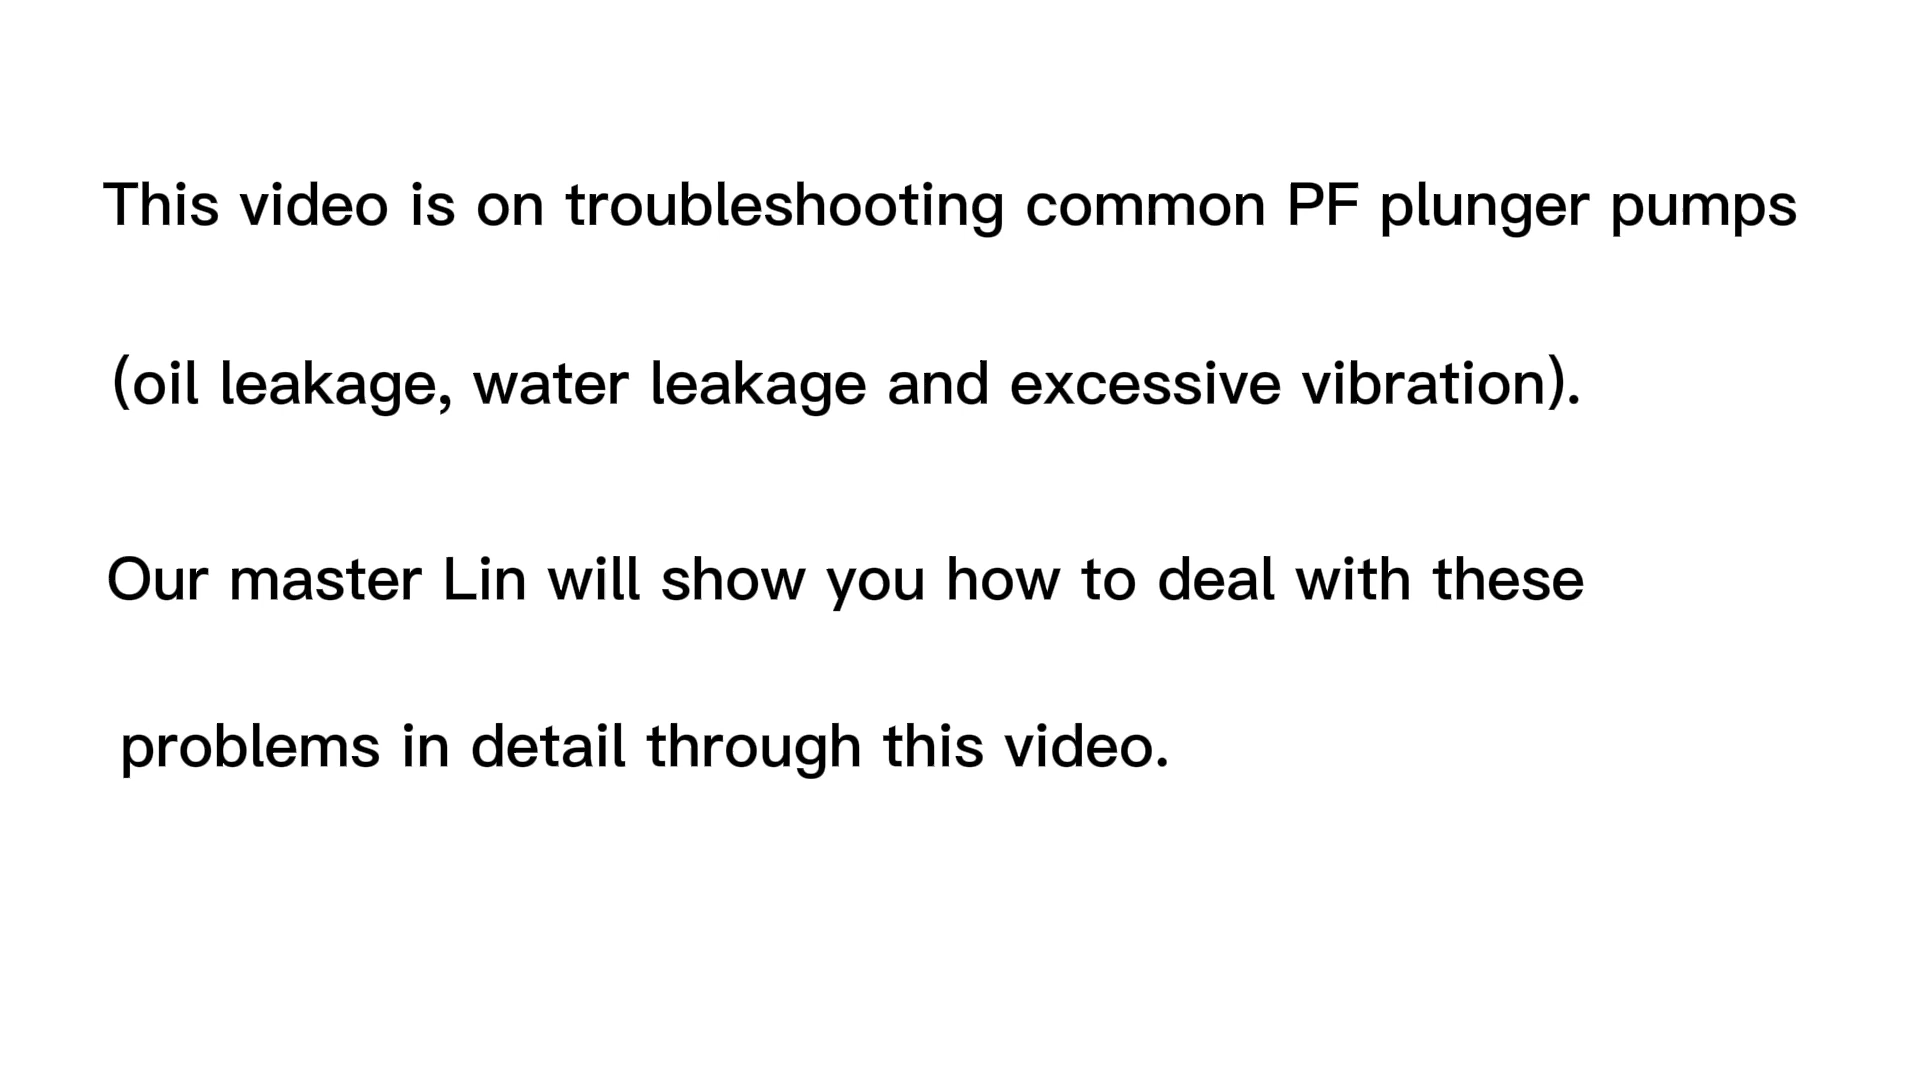 This video is on troubleshooting common PF plunger pumps
(oil leakage, water leakage and excessive vibration).
Our master Lin will show you how to deal with these
problems in detail through this video.